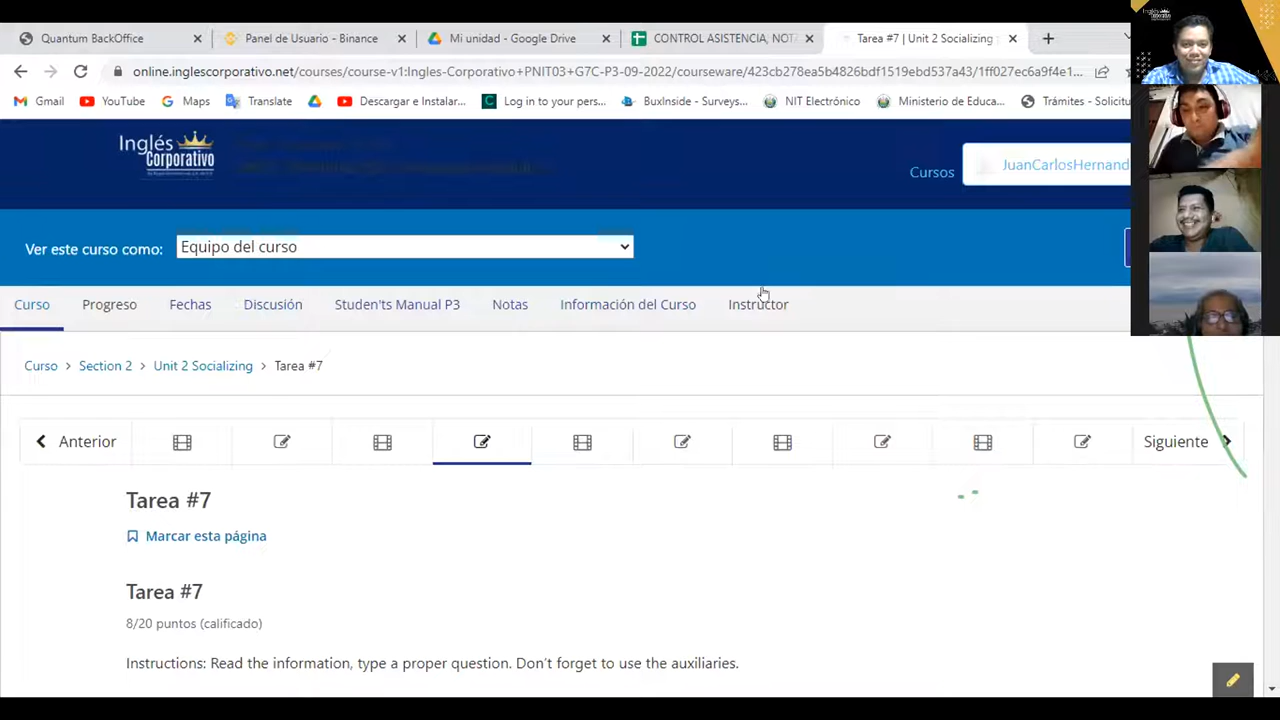 Quantum BackOffice
Panel de Usuario - Binance
Mi unidad - Google Driv
CONTROL ASITENCIA, NOTA
Tarea #7 | Unit 2 Socializing
online.inglescorporativo.net/courses/course-v1:Ingles-Corporativo+PNIT03+G7C-P3-09-2022/courseware/423cb278ea5b4826bdf1519ebd537a43/1ff027ec6a9f4e1...
Gmail
YouTube
Maps
Translate
Descargar e Instalar...
Log in to your pers...
BuxInside - Surveys...
NIT Electrónico
Ministerio de Educa...
Trámites - Solicitu
Inglés
Corporativo
Cursos
JuanCarlosHernand
Ver este curso como:
Equipo del curso
Curso
Progreso
Fechas
Discusión
Studen'ts Manual P3
Notas
Información del Curso
Instructor
Curso > Section 2 > Unit 2 Socializing > Tarea #7
Anterior
Siguiente
Tarea #7
Marcar esta página
Tarea #7
8/20 puntos (calificado)
Instructions: Read the information, type a proper question. Don't forget to use the auxiliaries.